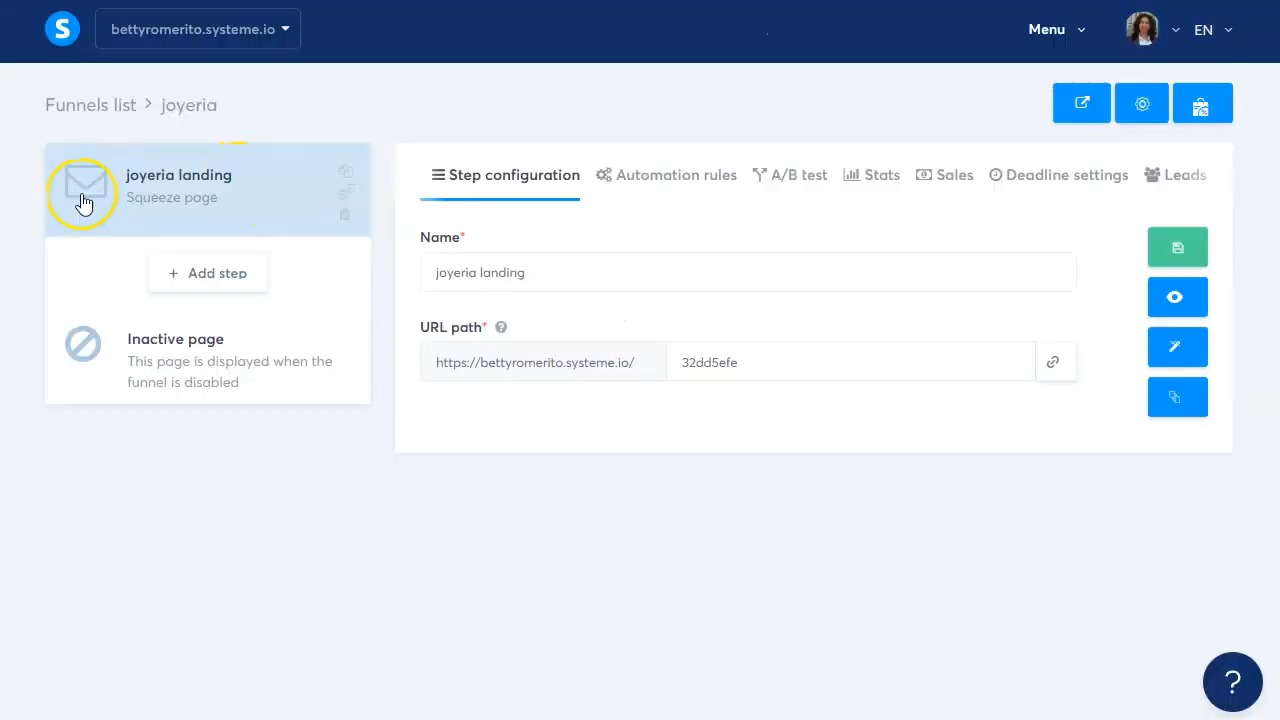 S
bettyromerito.systeme.io
Menu
EN
Funnels list > joyeria
joyeria landing
Squeeze page
+ Add step
Inactive page
This page is displayed when the
funnel is disabled
Step configuration
Automation rules
A/B test
Stats
Sales
Deadline settings
Leads
Name*
joyeria landing
URL path* ?
https://bettyromerito.systeme.io/
32dd5efe
?